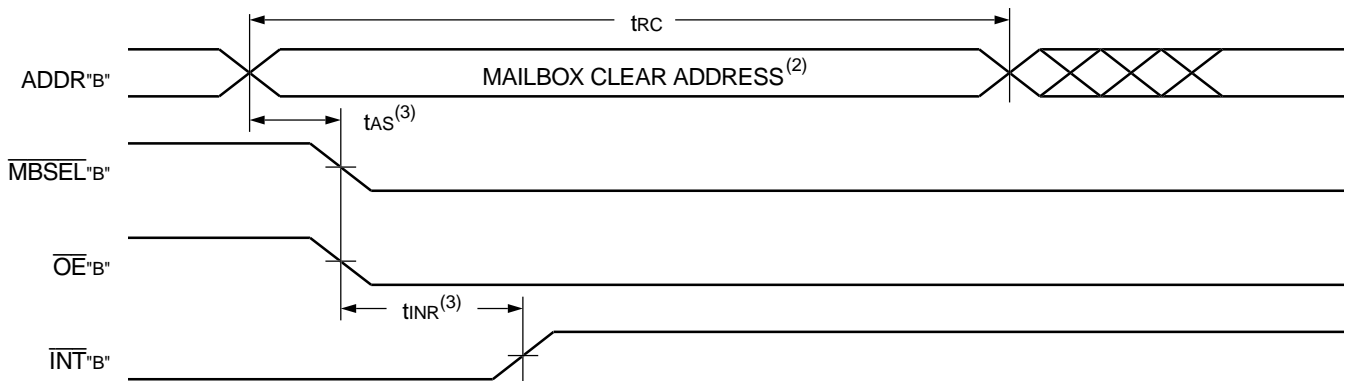 tRC
ADDR"B"
MAILBOX CLEAR ADDRESS(2)
tAS(3)
MBSEL"B"
OE"B"
tINR(3)
INT"B"